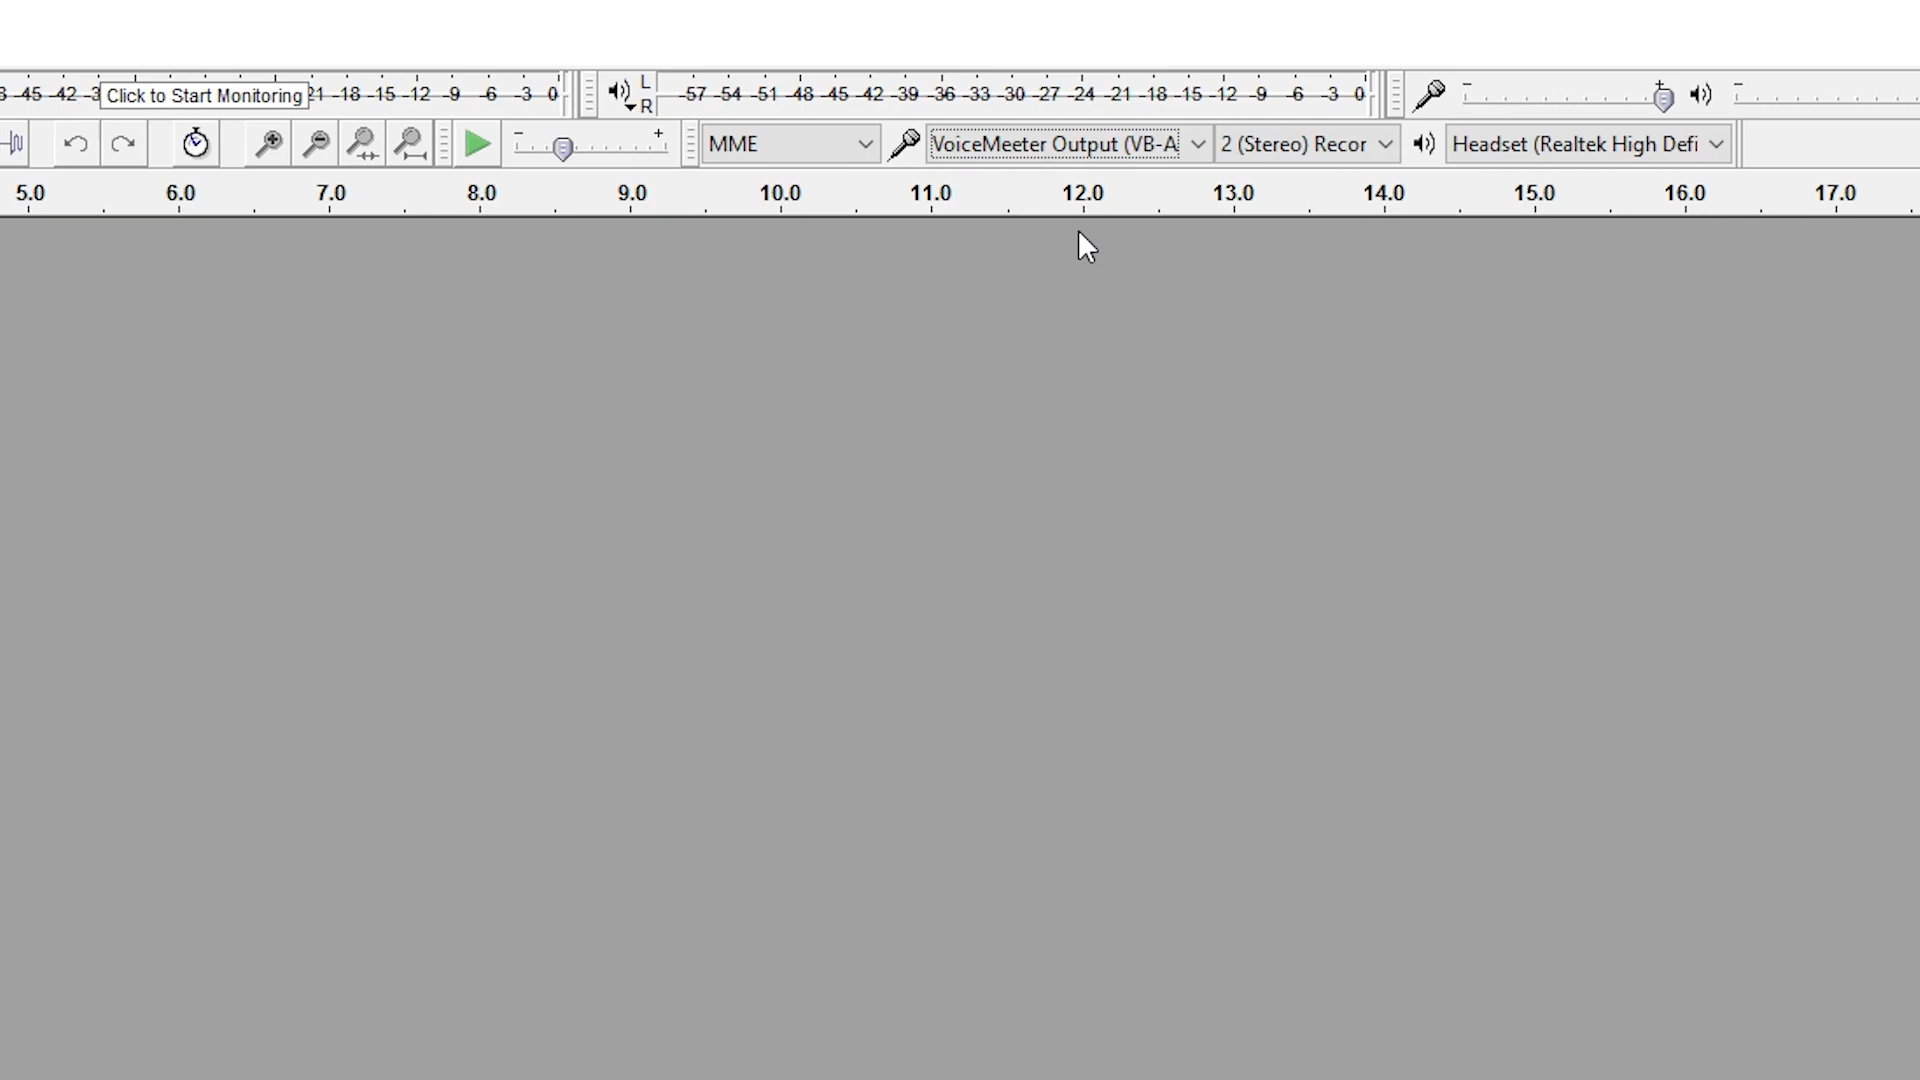 -45 -42 -3 Click to Start Monitoring 21 -18 -15 -12 -9 -6 -3 0 L -57 -54 -51 -48 -45 -42 -39 -36 -33 -30 -27 -24 -21 -18 -15 -12 -9 -6 -3 0 - + -
R
- + MME VoiceMeeter Output (VB-A 2 (Stereo) Recor Headset (Realtek High Defi
5.0 6.0 7.0 8.0 9.0 10.0 11.0 12.0 13.0 14.0 15.0 16.0 17.0